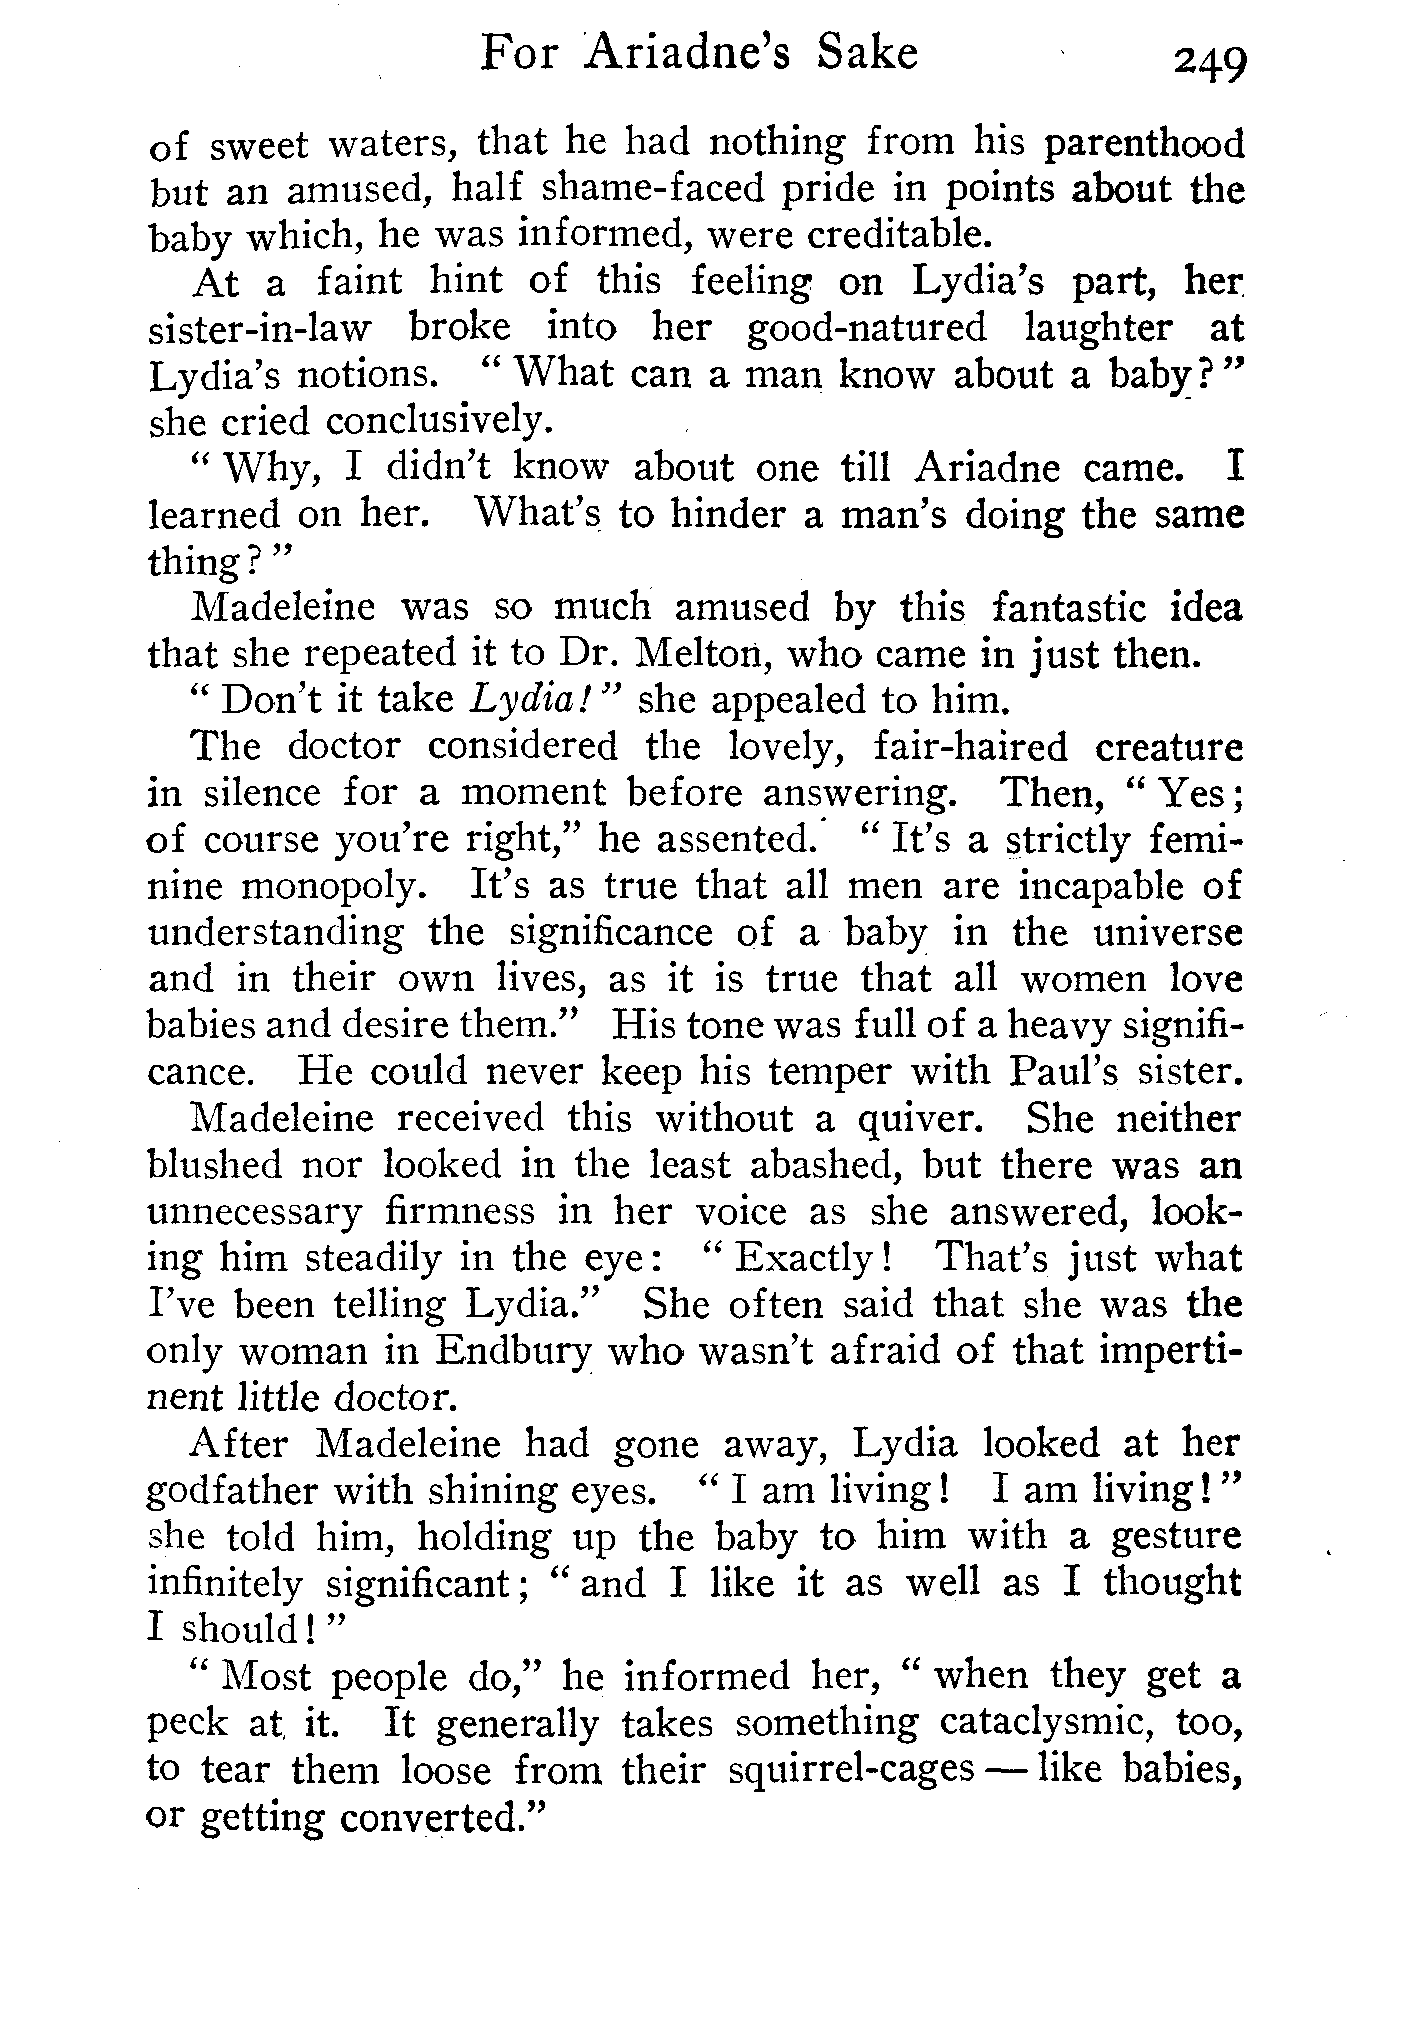 For Ariadne's Sake 249
of sweet waters, that he had nothing from his parenthood
but an amused, half shame-faced pride in points about the
baby which, he was informed, were creditable.
At a faint hint of this feeling on Lydia's part, her
sister-in-law broke into her good-natured laughter at
Lydia's notions. " What can a man know about a baby? "
she cried conclusively.
" Why, I didn't know about one till Ariadne came. I
learned on her. What's to hinder a man's doing the same
thing? "
Madeleine was so much amused by this fantastic idea
that she repeated it to Dr. Melton, who came in just then.
" Don't it take Lydia! " she appealed to him.
The doctor considered the lovely, fair-haired creature
in silence for a moment before answering. Then, " Yes;
of course you're right," he assented. " It's a strictly femi-
nine monopoly. It's as true that all men are incapable of
understanding the significance of a baby in the universe
and in their own lives, as it is true that all women love
babies and desire them." His tone was full of a heavy signifi-
cance. He could never keep his temper with Paul's sister.
Madeleine received this without a quiver. She neither
blushed nor looked in the least abashed, but there was an
unnecessary firmness in her voice as she answered, look-
ing him steadily in the eye: " Exactly! That's just what
I've been telling Lydia." She often said that she was the
only woman in Endbury who wasn't afraid of that imperti-
nent little doctor.
After Madeleine had gone away, Lydia looked at her
godfather with shining eyes. " I am living! I am living! "
she told him, holding up the baby to him with a gesture
infinitely significant; " and I like it as well as I thought
I should! "
" Most people do," he informed her, " when they get a
peck at it. It generally takes something cataclysmic, too,
to tear them loose from their squirrel-cages — like babies,
or getting converted."